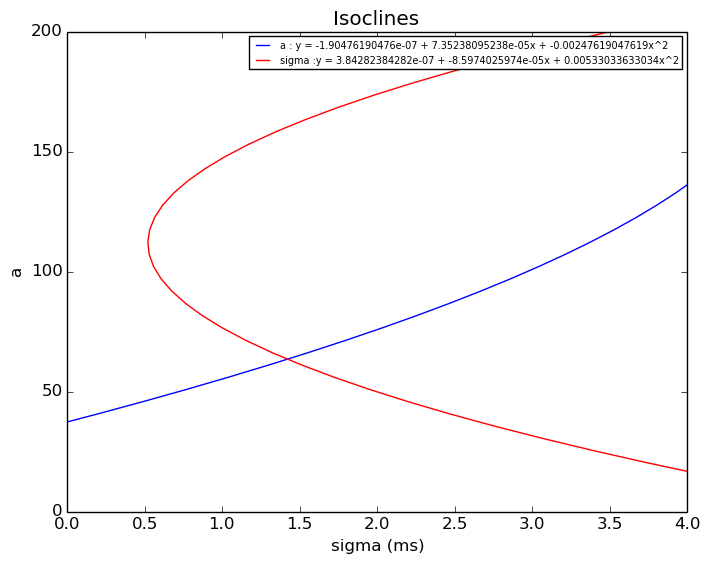 Isoclines
a : y = -1.90476190476e-07 + 7.35238095238e-05x + -0.00247619047619x^2
sigma :y = 3.84282384282e-07 + -8.5974025974e-05x + 0.00533033633034x^2
200
150
100
50
0
a
0.0 0.5 1.0 1.5 2.0 2.5 3.0 3.5 4.0
sigma (ms)